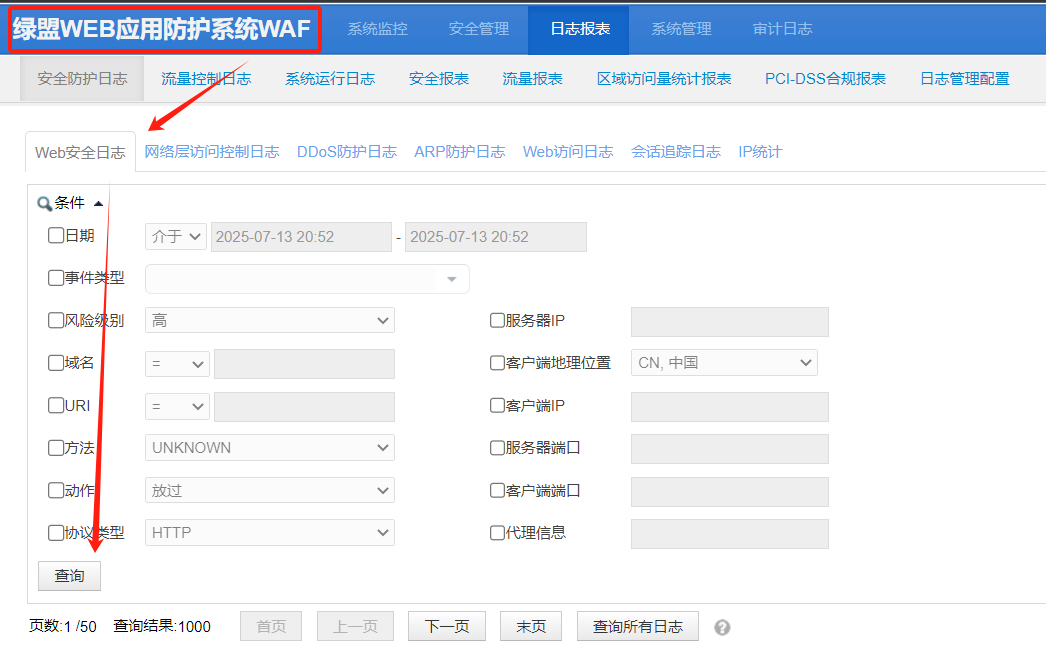 绿盟WEB应用防护系统WAF 系统监控 安全管理 日志报表 系统管理 审计日志
安全防护日志 流量控制日志 系统运行日志 安全报表 流量报表 区域访问量统计报表 PCI-DSS合规报表 日志管理配置
Web安全日志 网络层访问控制日志 DDoS防护日志 ARP防护日志 Web访问日志 会话追踪日志 IP统计
条件
日期 介于 2025-07-13 20:52 - 2025-07-13 20:52
事件类型
风险级别 高 服务器IP
域名 = 客户端地理位置 CN, 中国
URI = 客户端IP
方法 UNKNOWN 服务器端口
动作 放过 客户端端口
协议类型 HTTP 代理信息
查询
页数:1 /50 查询结果:1000 首页 上一页 下一页 末页 查询所有日志 ?